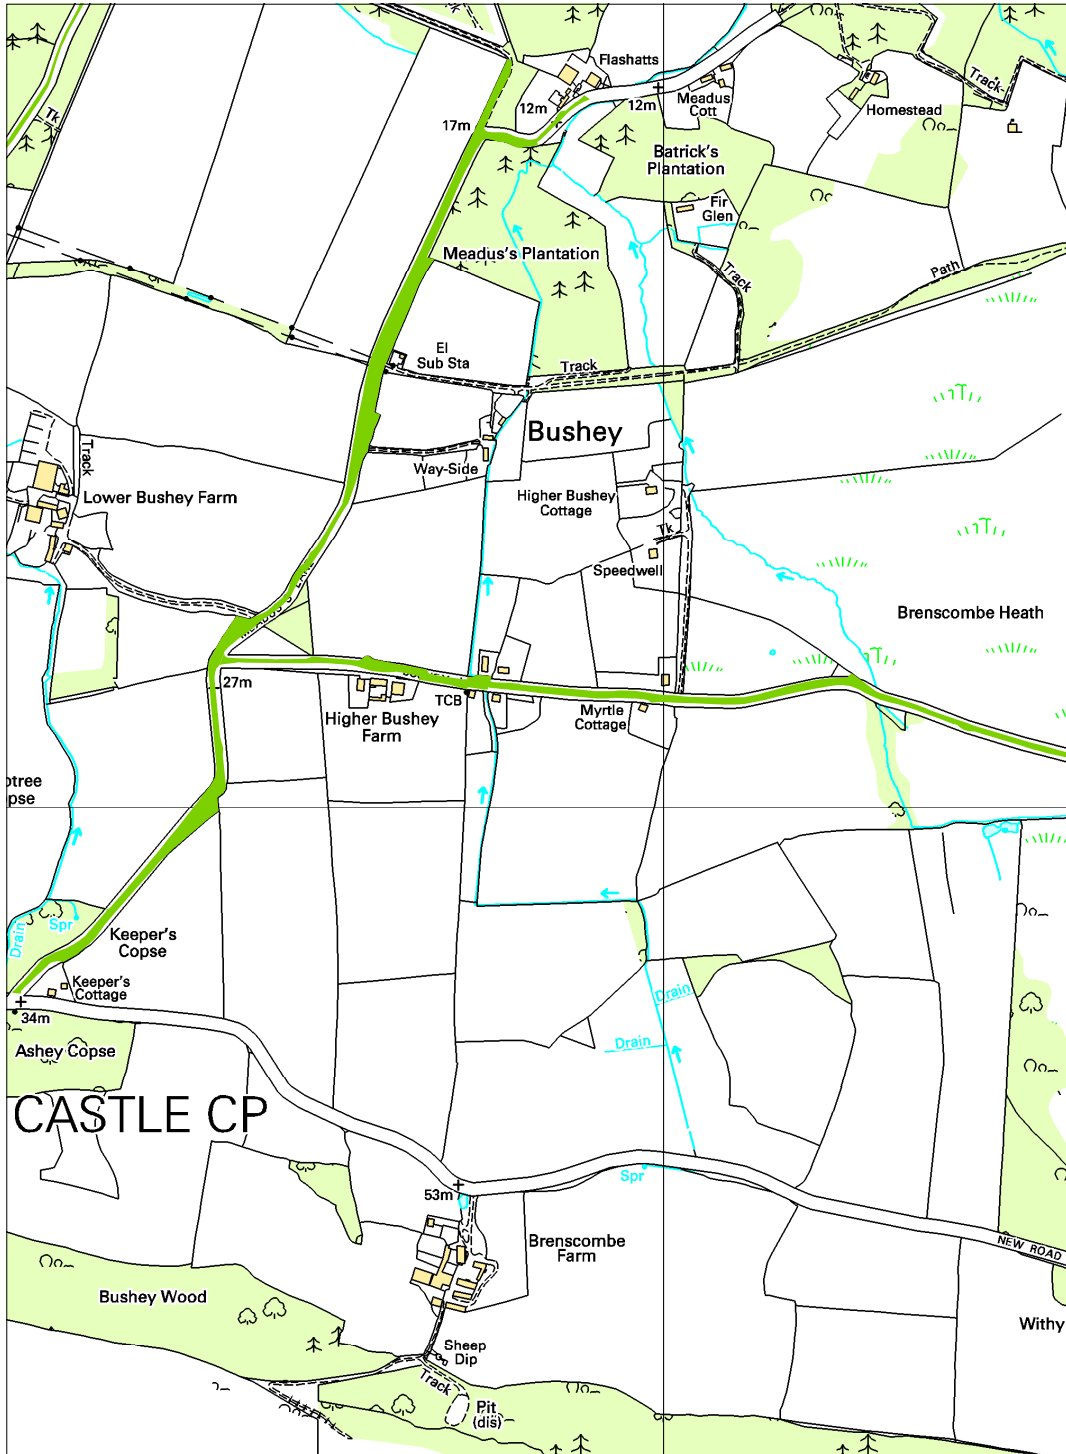 Tk
Flashatts
12m
12m
Meadus
Cott
Track
Homestead
17m
Batrick's
Plantation
Fir
Glen
Meadus's Plantation
Track
Path
El
Sub Sta
Track
Bushey
Track
Way-Side
Lower Bushey Farm
Higher Bushey
Cottage
Tk
Speedwell
Brenscombe Heath
27m
TCB
Higher Bushey
Farm
Myrtle
Cottage
Spr
Drain
Keeper's
Copse
Keeper's
Cottage
34m
Ashey Copse
Drain
Drain
CASTLE CP
Spr
53m
Brenscombe
Farm
NEW ROAD
Bushey Wood
Withy
Sheep
Dip
Track
Pit
(dis)